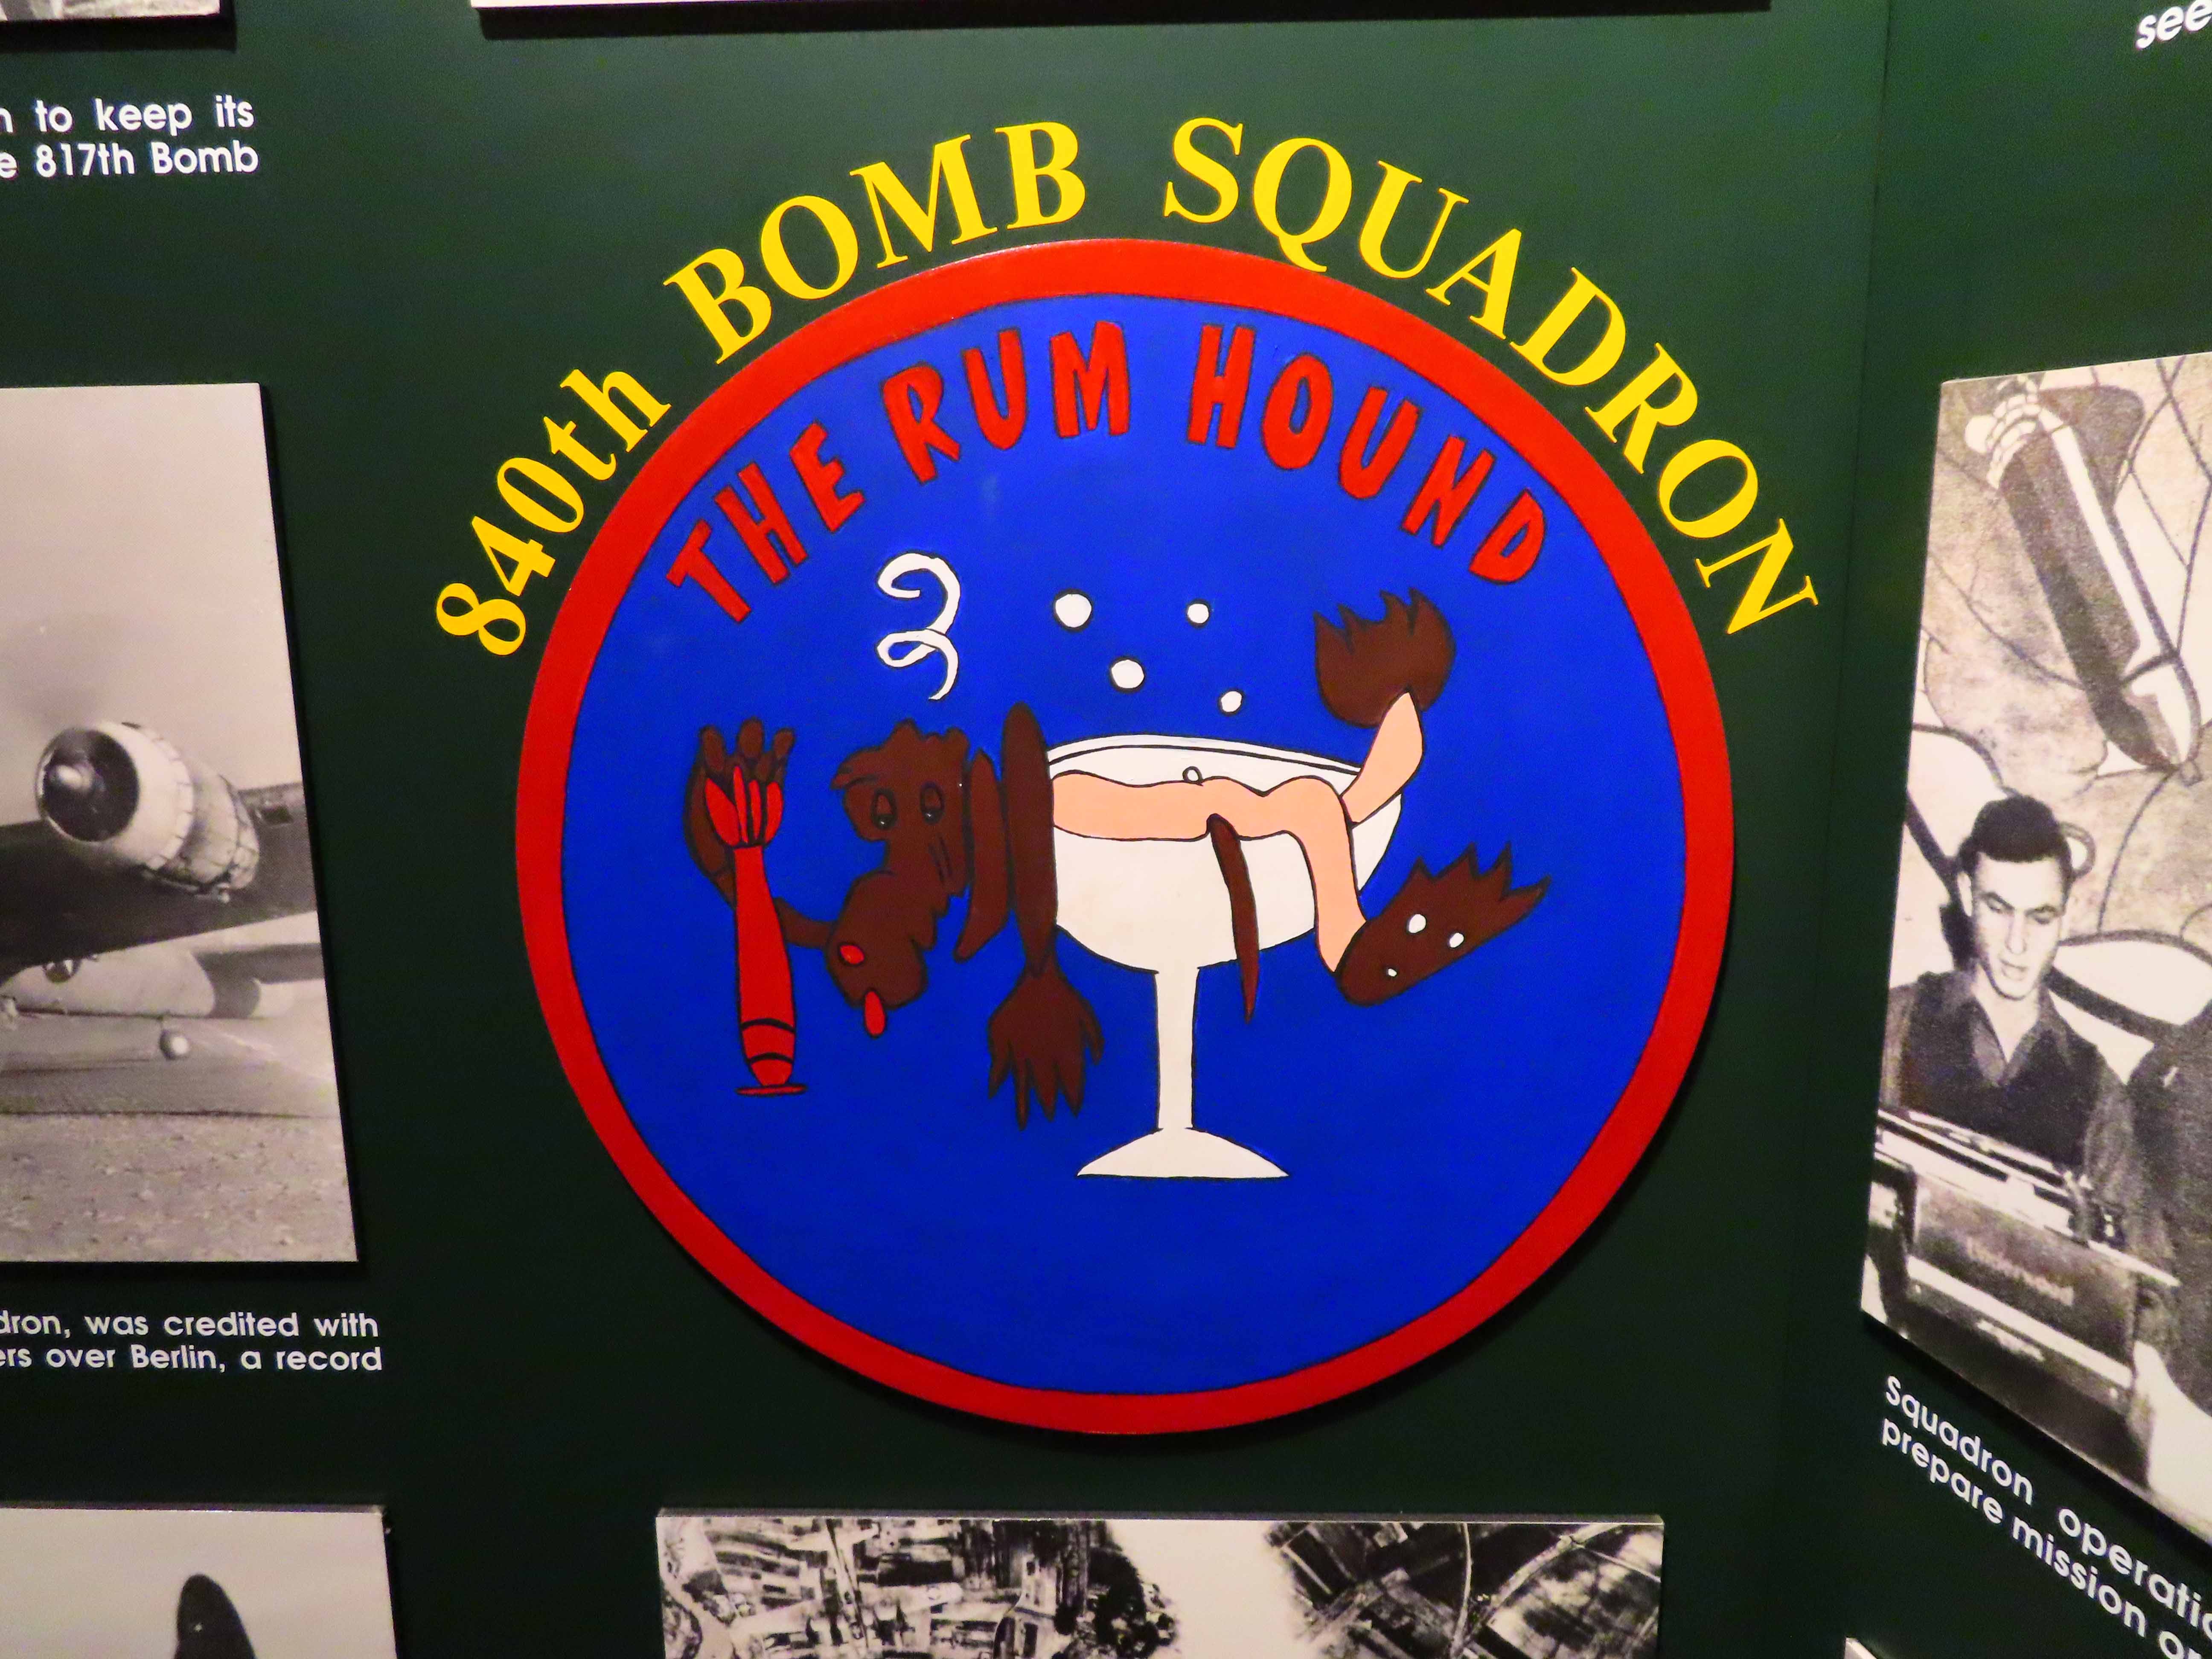 see
to keep its
817th Bomb
840th BOMB SQUADRON
THE RUM HOUND
was credited with
over Berlin, a record
Squadron
prepare mission